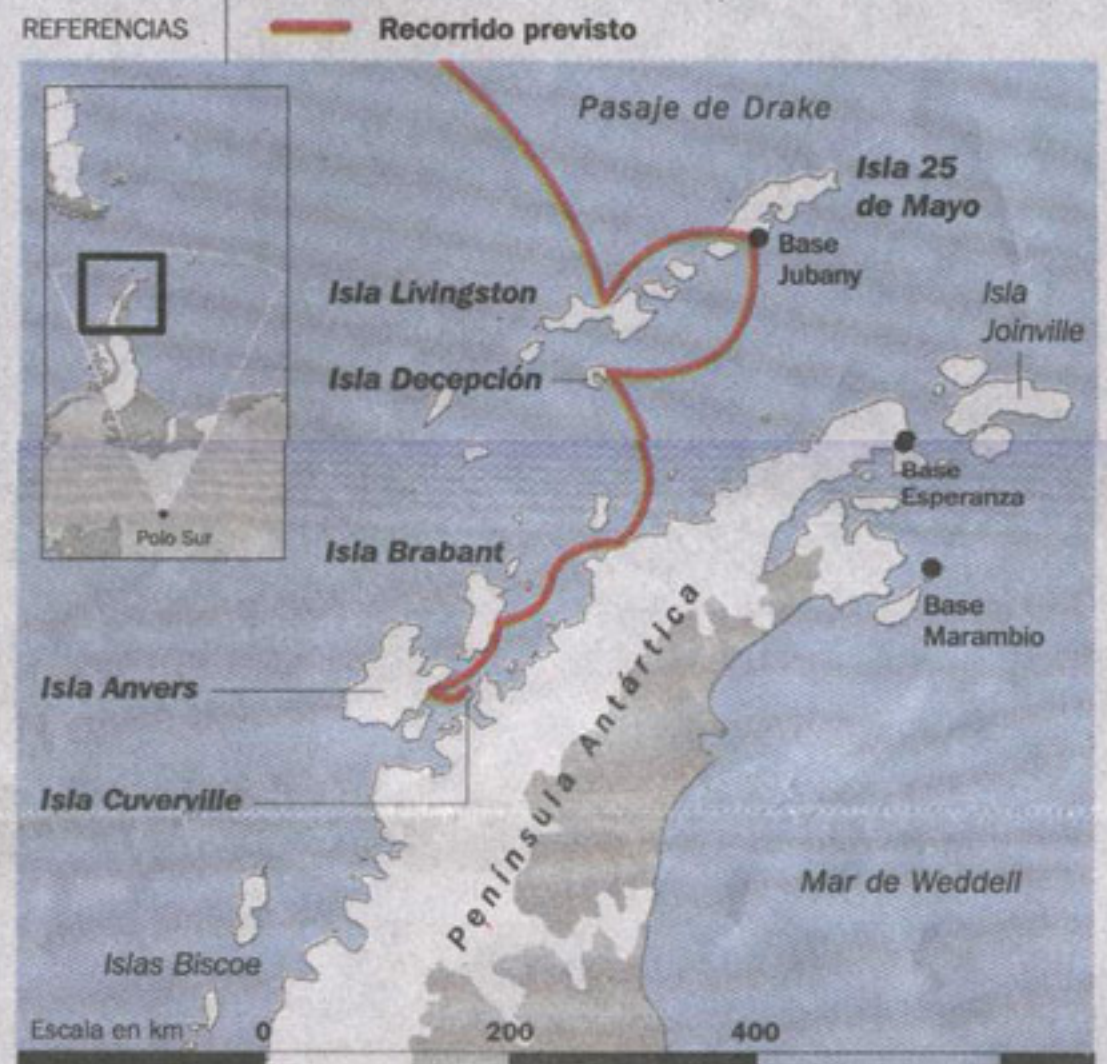 REFERENCIAS
Recorrido previsto
Pasaje de Drake
Isla 25
de Mayo
Base
Jubany
Isla Livingston
Isla
Joinville
Isla Decepción
Base
Esperanza
Polo Sur
Isla Brabant
Base
Marambio
Isla Anvers
Península Antártica
Isla Cuverville
Mar de Weddell
Islas Biscoe
Escala en km 0 200 400